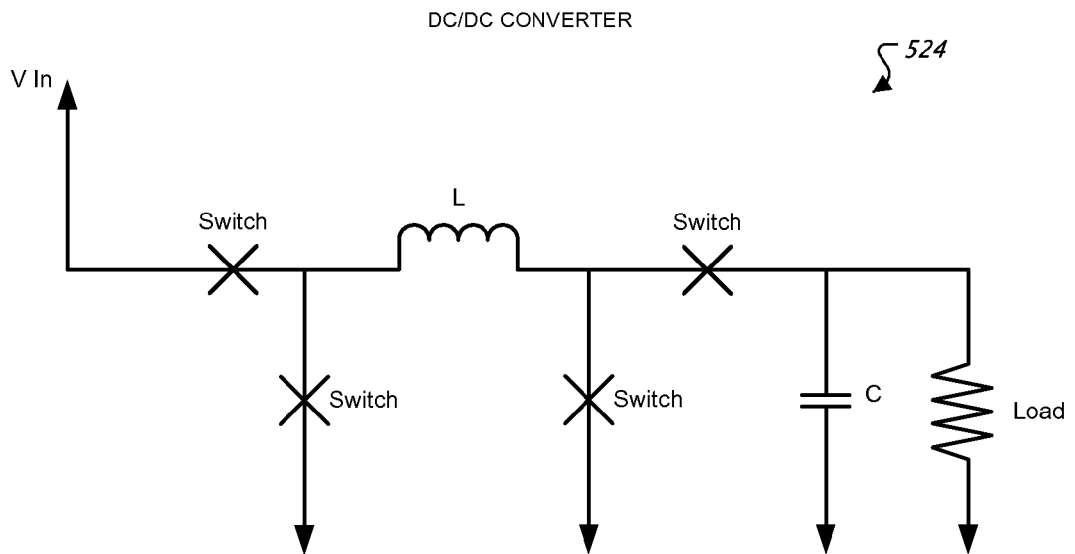 DC/DC CONVERTER
524
V In
L
Switch
Switch
Switch
Switch
C
Load